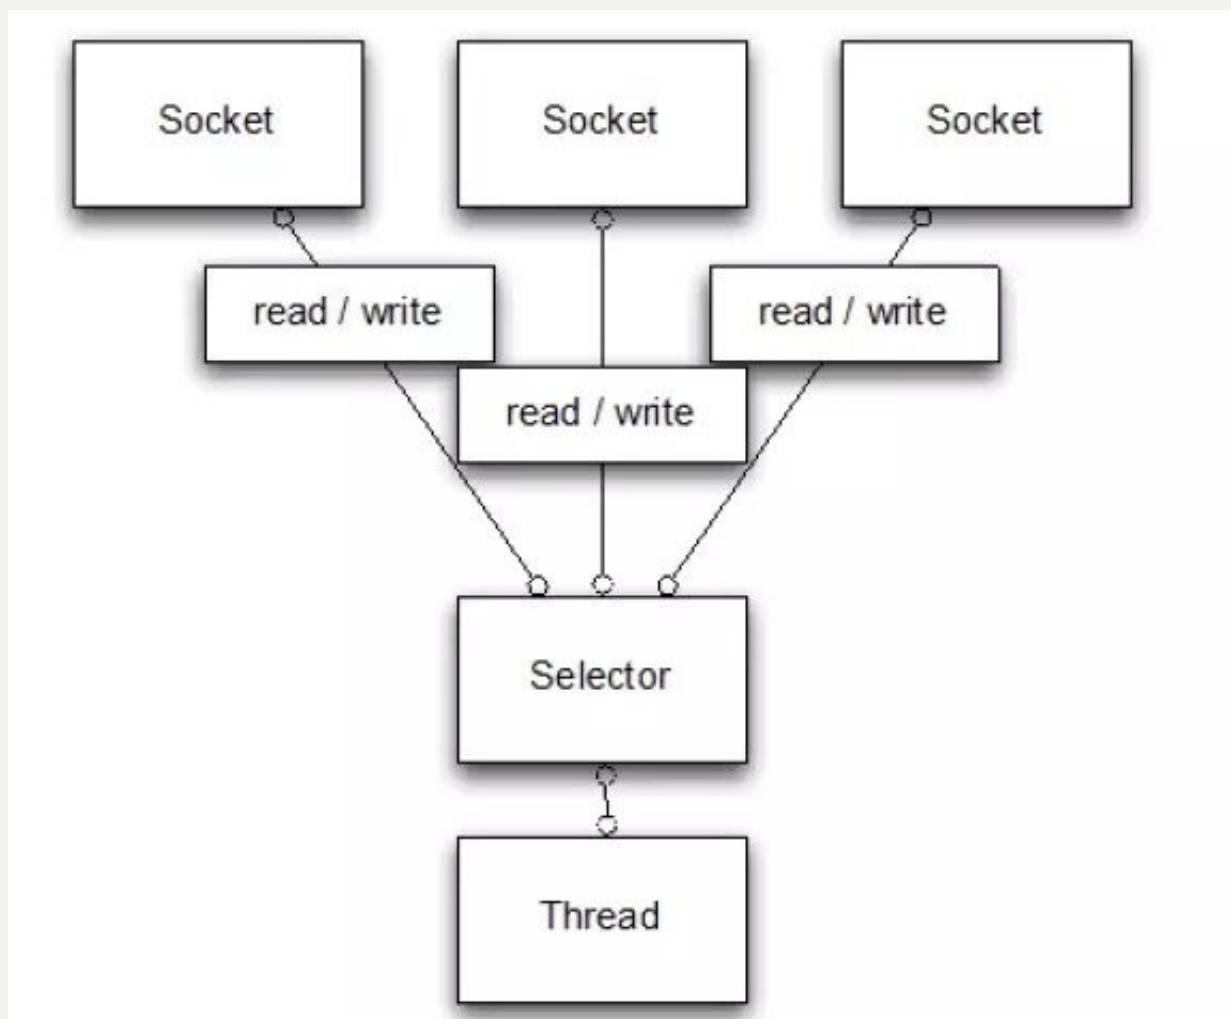 Socket
Socket
Socket
read / write
read / write
read / write
Selector
Thread